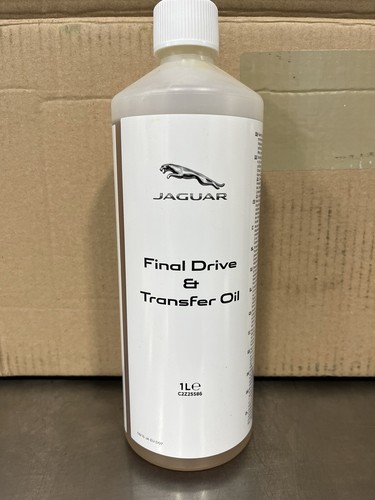 JAGUAR
Final Drive
&
Transfer Oil
1L℮
C2Z25586